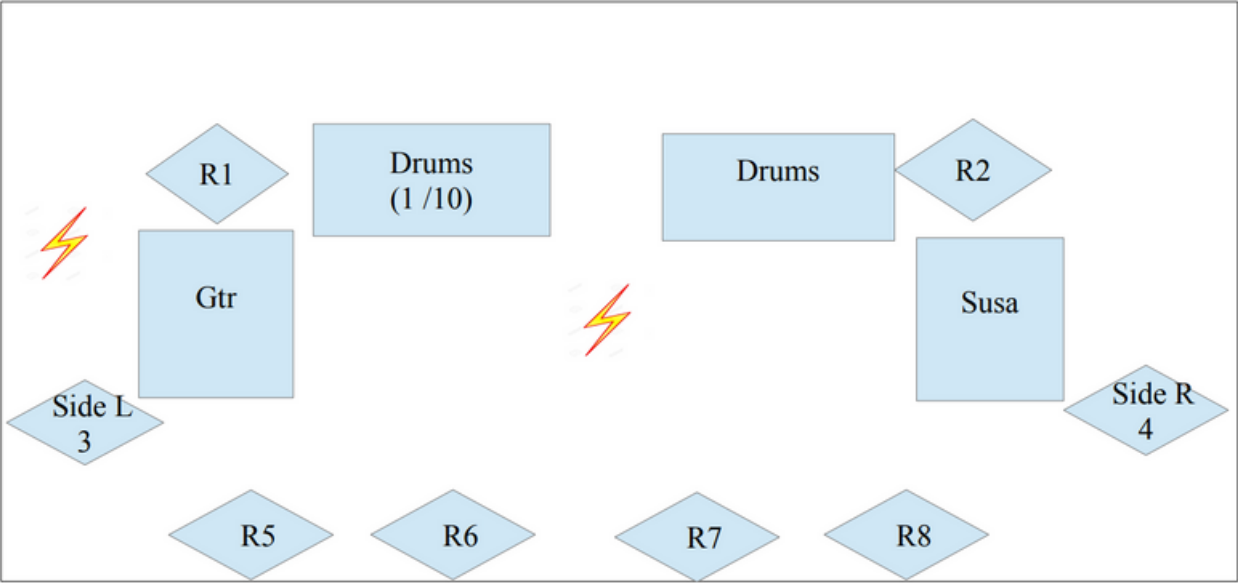 R1
Drums
(1 /10)
Drums
R2
Gtr
Susa
Side L
3
Side R
4
R5
R6
R7
R8